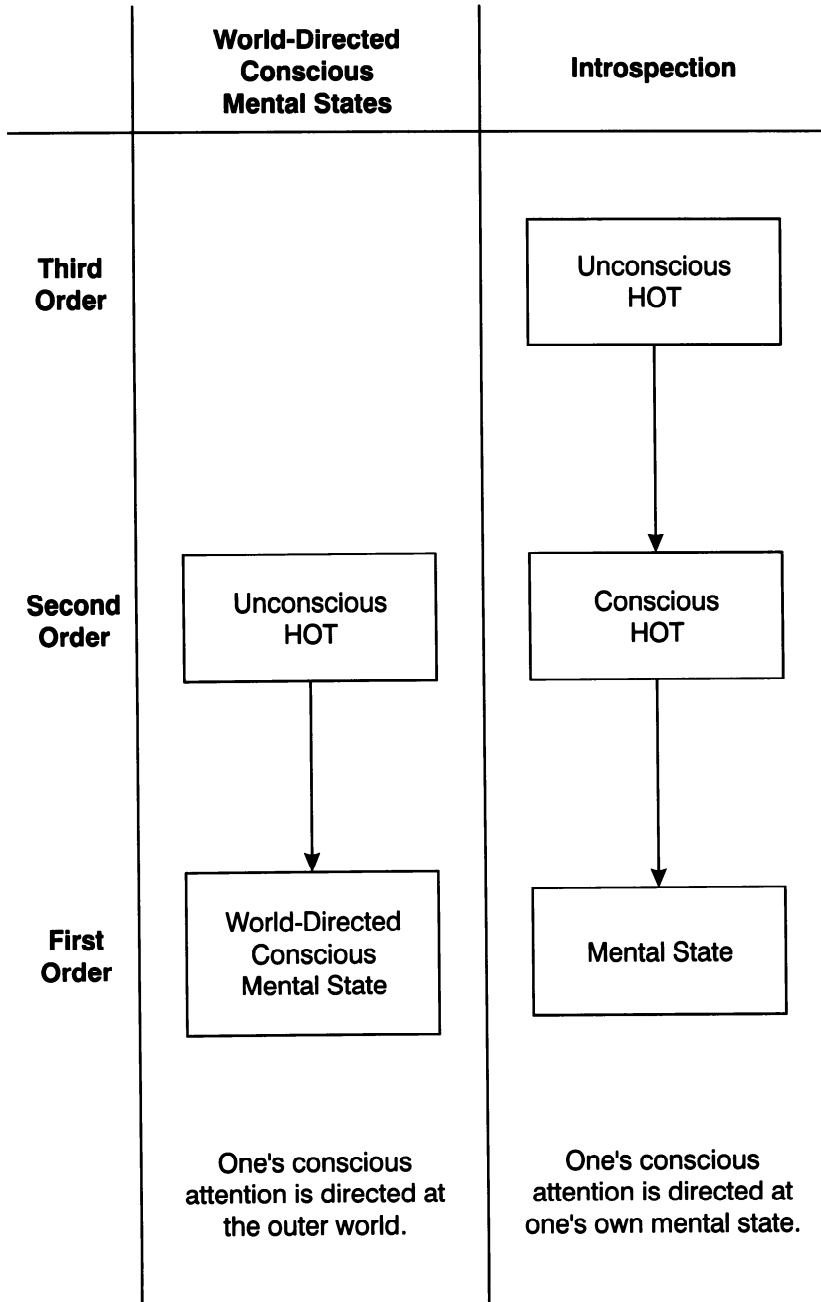 World-Directed
Conscious
Mental States
Introspection
Third
Order
Unconscious
HOT
Second
Order
Unconscious
HOT
Conscious
HOT
First
Order
World-Directed
Conscious
Mental State
Mental State
One's conscious
attention is directed at
the outer world.
One's conscious
attention is directed at
one's own mental state.